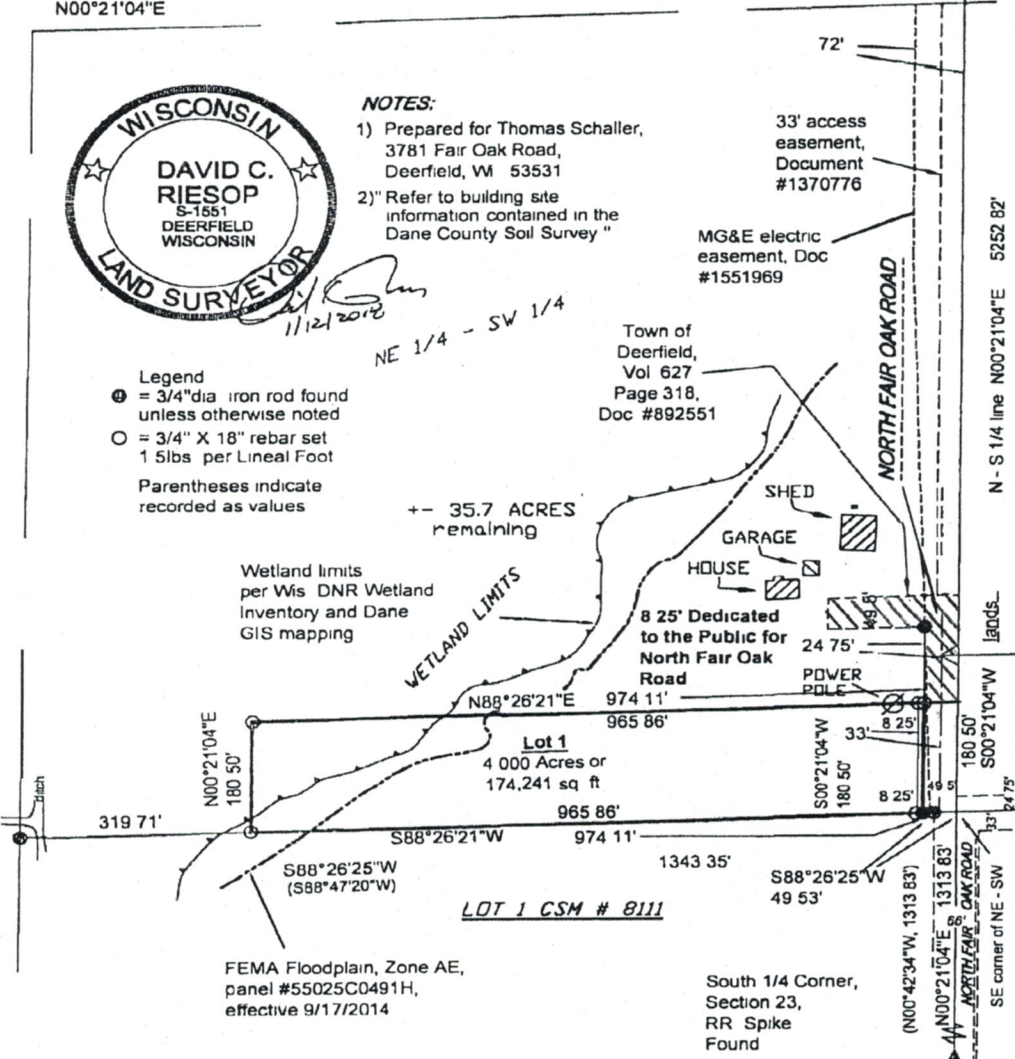 N00°21'04"E
72'
WISCONSIN
DAVID C.
RIESOP
S-1551
DEERFIELD
WISCONSIN
LAND SURVEYOR
1/12/2018
NOTES:
1) Prepared for Thomas Schaller,
3781 Fair Oak Road,
Deerfield, WI 53531
2)" Refer to building site
information contained in the
Dane County Soil Survey "
33' access
easement,
Document
#1370776
MG&E electric
easement, Doc
#1551969
N - S 1/4 line N00°21'04"E 5252 82'
NORTH FAIR OAK ROAD
NE 1/4 - SW 1/4
Town of
Deerfield,
Vol 627
Page 318,
Doc #892551
Legend
= 3/4"dia iron rod found
unless otherwise noted
= 3/4" X 18" rebar set
1 5lbs per Lineal Foot
Parentheses indicate
recorded as values
+- 35.7 ACRES
remaining
SHED
GARAGE
HOUSE
Wetland limits
per Wis DNR Wetland
Inventory and Dane
GIS mapping
WETLAND LIMITS
8 25' Dedicated
to the Public for
North Fair Oak
Road
49.5'
24 75'
lands
POWER
POLE
N88°26'21"E 974 11'
965 86'
8 25'
33'
N00°21'04"E
180 50'
Lot 1
4 000 Acres or
174,241 sq ft
S00°21'04"W
180 50'
180 50'
S00°21'04"W
8 25'
49 5'
24 75'
33'
ditch
319 71'
965 86'
S88°26'21"W 974 11'
1343 35'
S88°26'25"W
(S88°47'20"W)
S88°26'25"W
49 53'
LOT 1 CSM # 8111
(N00°42'34"W, 1313 83')
N00°21'04"E 1313 83'
66'
NORTH FAIR OAK ROAD
SE corner of NE - SW
FEMA Floodplain, Zone AE,
panel #55025C0491H,
effective 9/17/2014
South 1/4 Corner,
Section 23,
RR Spike
Found